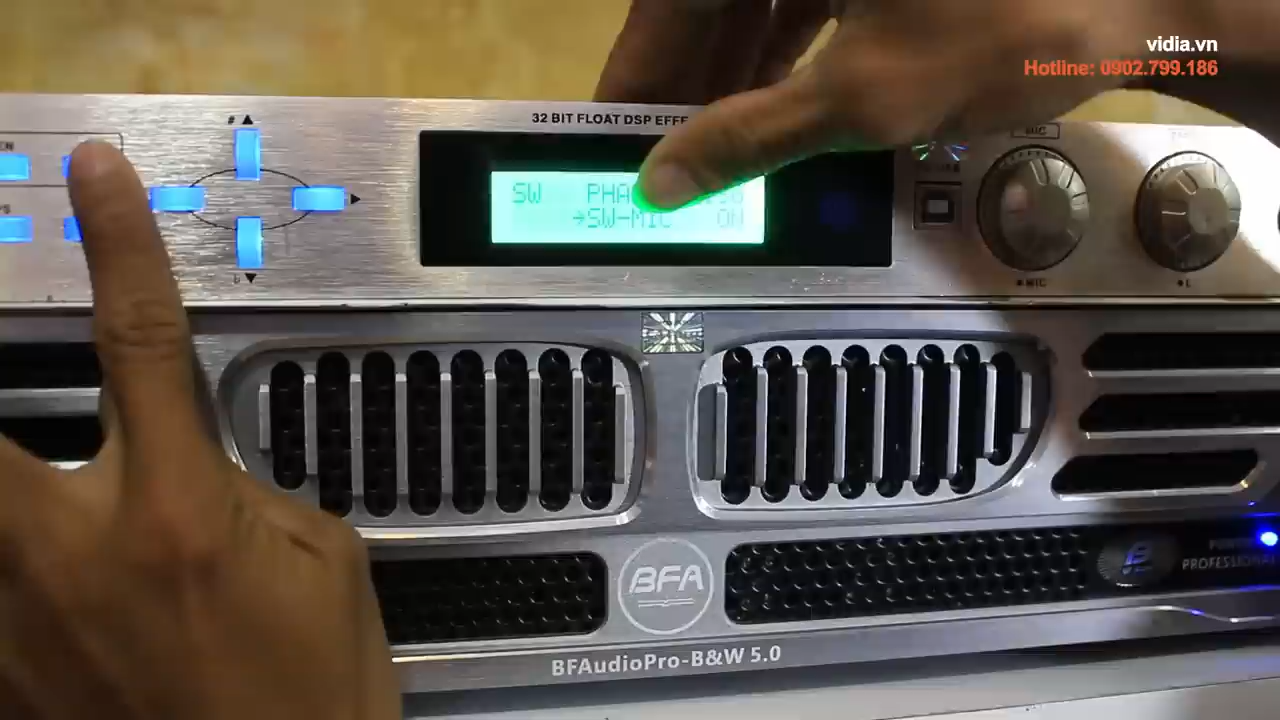 vidia.vn
Hotline: 0902.799.186
32 BIT FLOAT DSP
SW
→SW-MIC ON
MIC
MIC
BFA
PROFESSIONAL
BFAudioPro-B&W 5.0